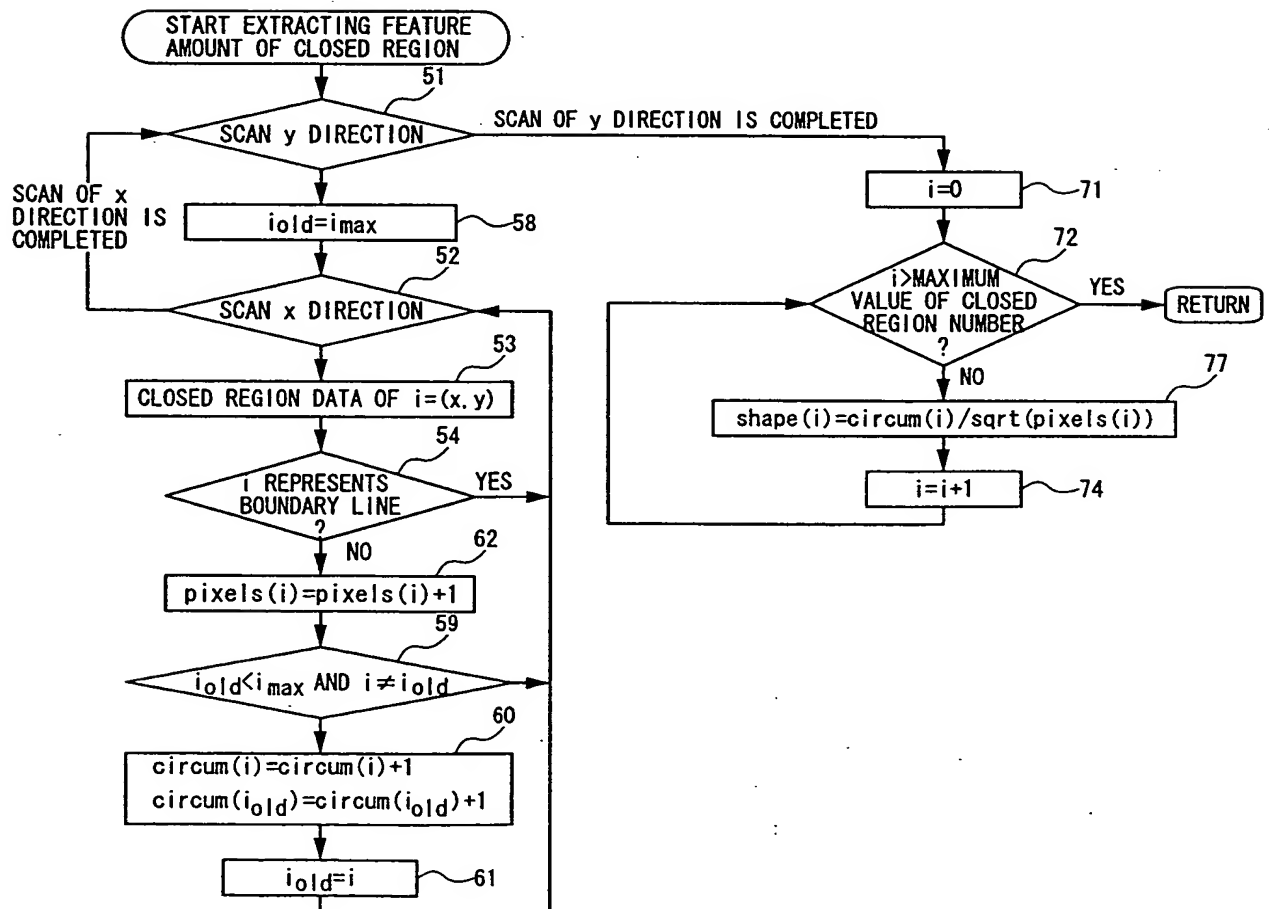 START EXTRACTING FEATURE
AMOUNT OF CLOSED REGION
51
SCAN y DIRECTION
SCAN OF y DIRECTION IS COMPLETED
SCAN OF x
DIRECTION IS
COMPLETED
iold=imax
58
52
SCAN x DIRECTION
53
CLOSED REGION DATA OF i=(x,y)
54
i REPRESENTS
BOUNDARY LINE
?
YES
NO
62
pixels(i)=pixels(i)+1
59
iold<imax AND i≠iold
60
circum(i)=circum(i)+1
circum(iold)=circum(iold)+1
iold=i
61
i=0
71
72
i>MAXIMUM
VALUE OF CLOSED
REGION NUMBER
?
YES
RETURN
NO
77
shape(i)=circum(i)/sqrt(pixels(i))
i=i+1
74